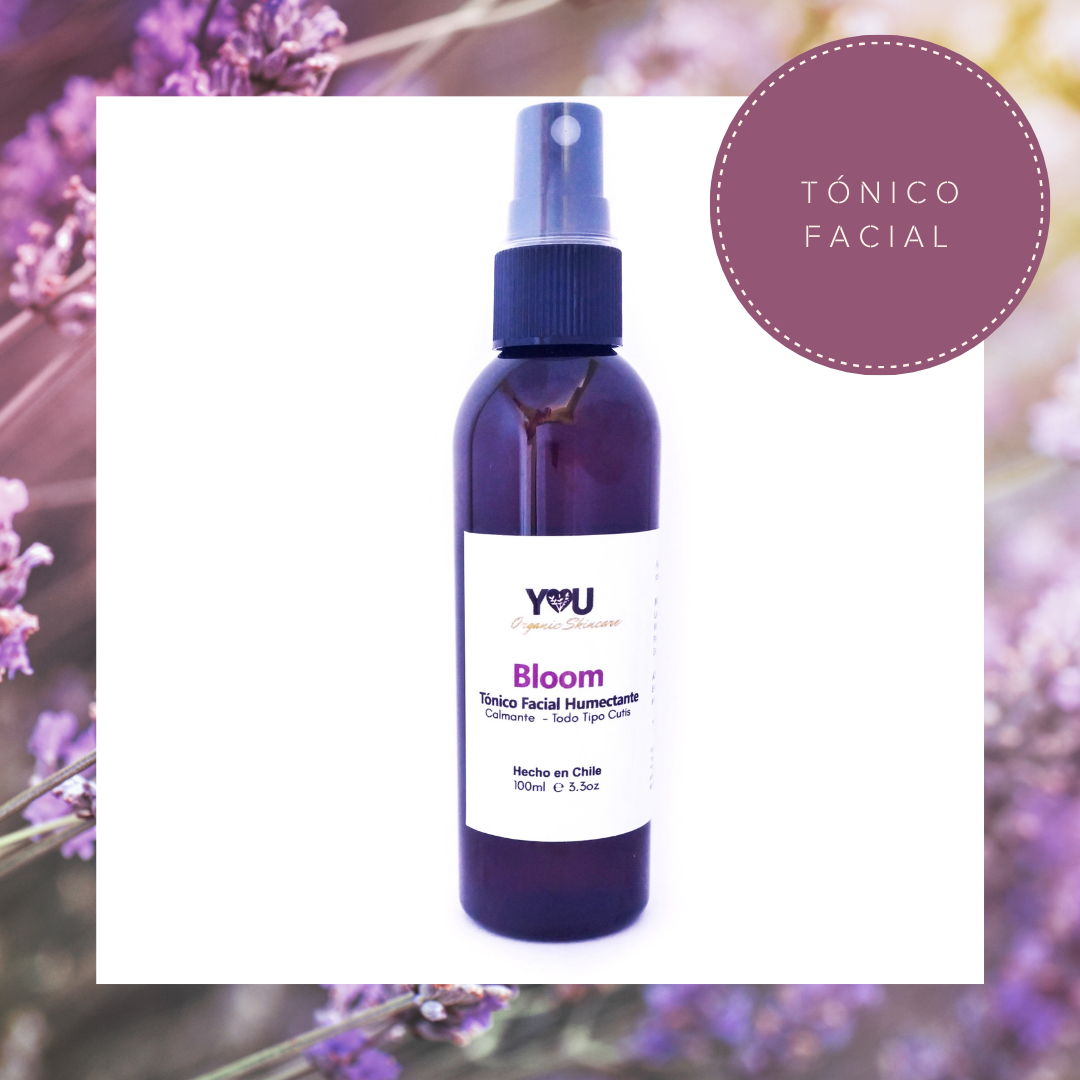 TÓNICO
FACIAL
YOU
Organic Skincare
Bloom
Tónico Facial Humectante
Calmante - Todo Tipo Cutis
Hecho en Chile
100ml ℮ 3.3oz